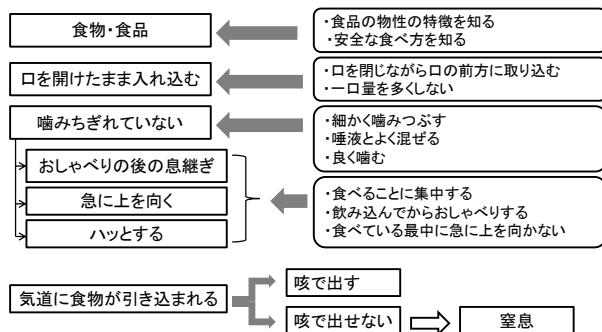 食物・食品
・食品の物性の特徴を知る
・安全な食べ方を知る
口を開けたまま入れ込む
・口を閉じながら口の前方に取り込む
・一口量を多くしない
噛みちぎれていない
・細かく噛みつぶす
・唾液とよく混ぜる
・良く噛む
おしゃべりの後の息継ぎ
急に上を向く
ハッとする
・食べることに集中する
・飲み込んでからおしゃべりする
・食べている最中に急に上を向かない
気道に食物が引き込まれる
咳で出す
咳で出せない
窒息